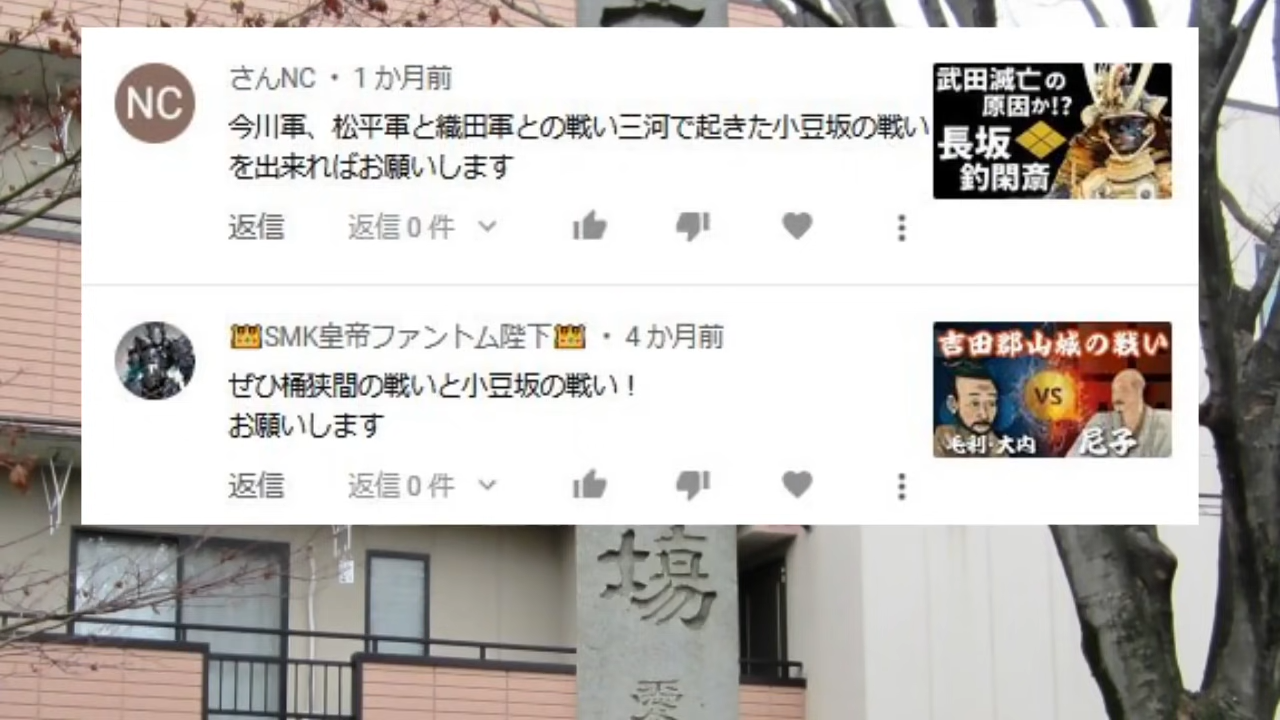 NC
さんNC ・ 1 か月前
今川軍、松平軍と織田軍との戦い三河で起きた小豆坂の戦い
を出来ればお願いします
返信 返信 0 件
武田滅亡の
原因か!?
長坂
釣閑斎
👑SMK皇帝ファントム陛下👑 ・ 4 か月前
ぜひ桶狭間の戦いと小豆坂の戦い！
お願いします
返信 返信 0 件
吉田郡山城の戦い
VS
毛利・大内 尼子
場